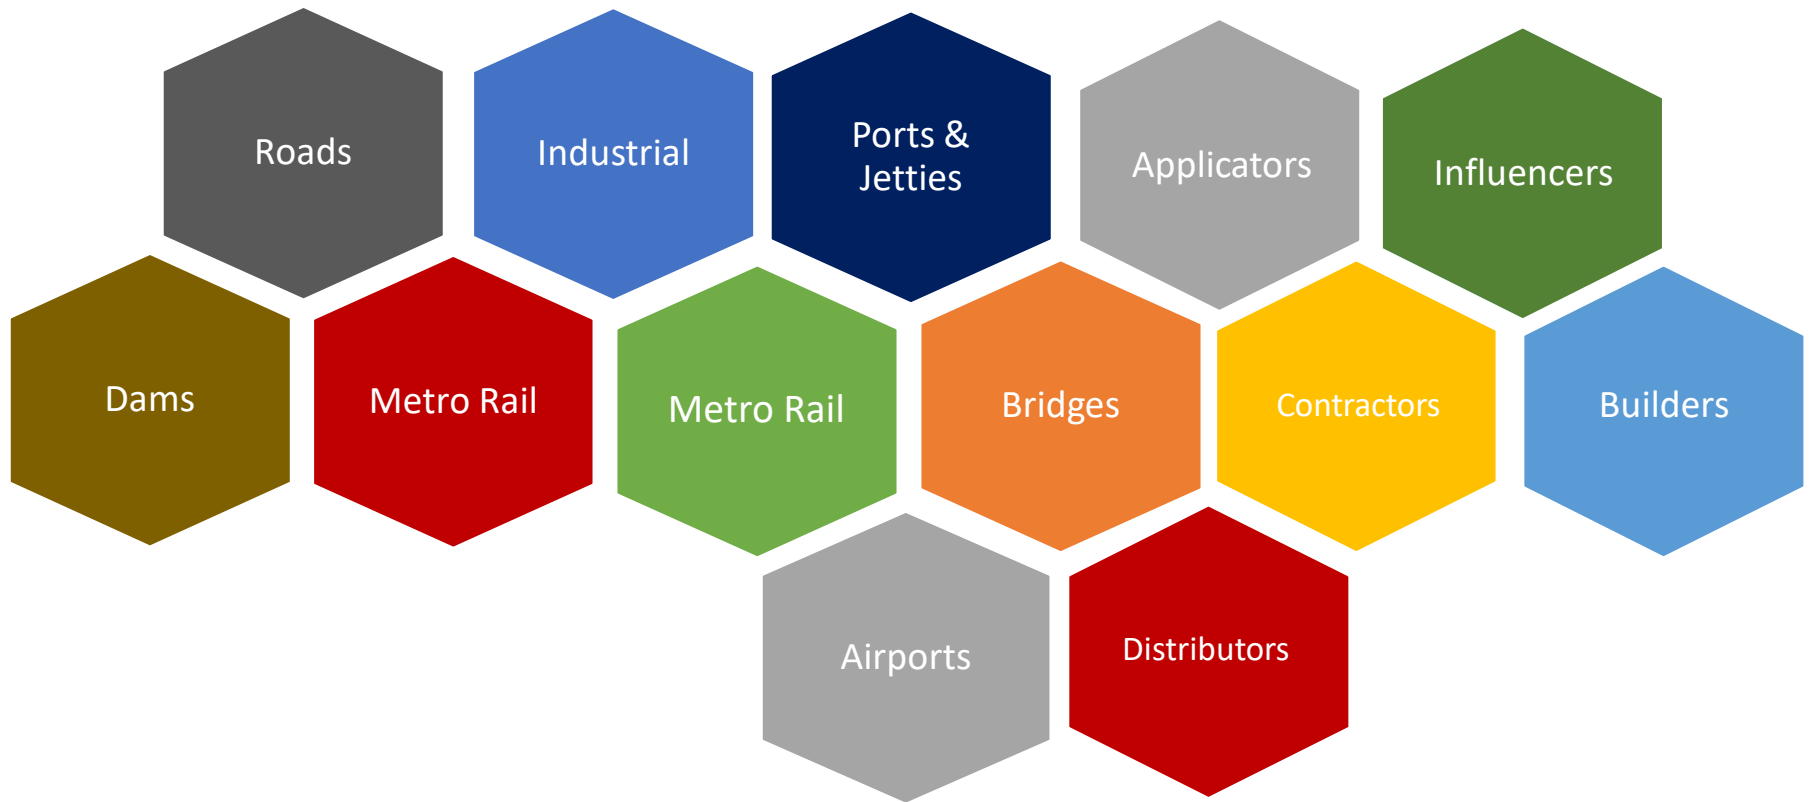 Roads
Industrial
Ports &
Jetties
Applicators
Influencers
Dams
Metro Rail
Metro Rail
Bridges
Contractors
Builders
Airports
Distributors